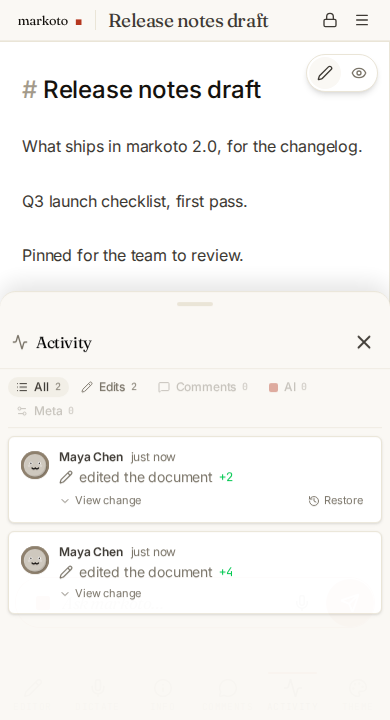 markoto
Release notes draft
# Release notes draft
What ships in markoto 2.0, for the changelog.
Q3 launch checklist, first pass.
Pinned for the team to review.
Activity
All 2 Edits 2 Comments 0 AI 0
Meta 0
Maya Chen just now
edited the document +2
View change Restore
Maya Chen just now
edited the document +4
View change